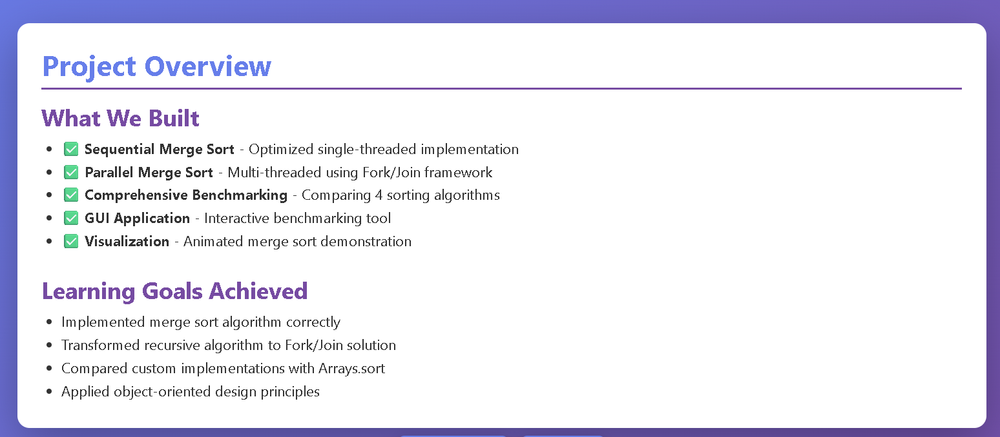 Project Overview
What We Built
• ✅ Sequential Merge Sort - Optimized single-threaded implementation
• ✅ Parallel Merge Sort - Multi-threaded using Fork/Join framework
• ✅ Comprehensive Benchmarking - Comparing 4 sorting algorithms
• ✅ GUI Application - Interactive benchmarking tool
• ✅ Visualization - Animated merge sort demonstration
Learning Goals Achieved
• Implemented merge sort algorithm correctly
• Transformed recursive algorithm to Fork/Join solution
• Compared custom implementations with Arrays.sort
• Applied object-oriented design principles